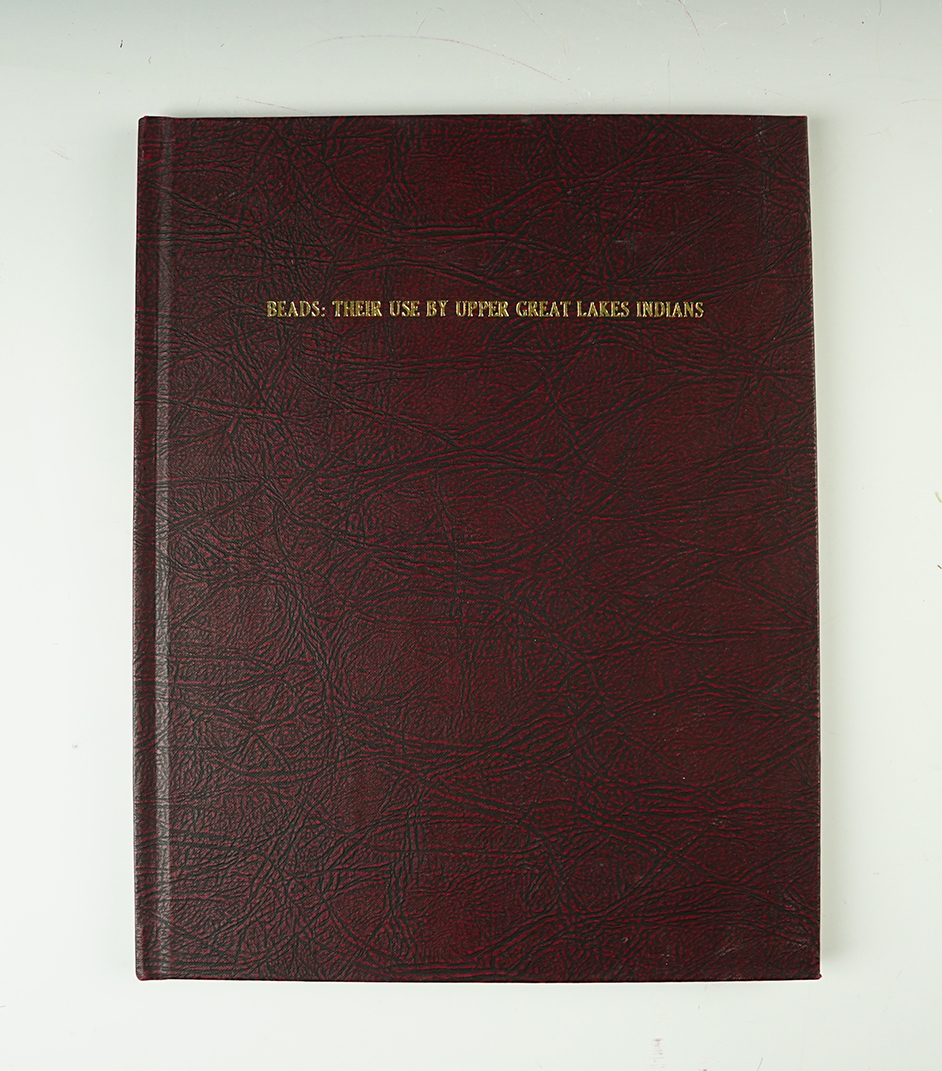 BEADS: THEIR USE BY UPPER GREAT LAKES INDIANS